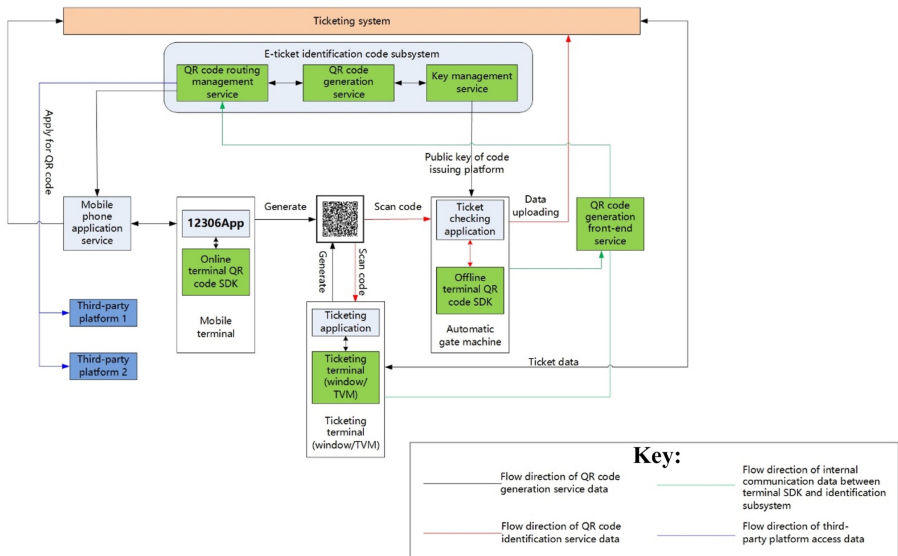 Ticketing system
E-ticket identification code subsystem
QR code routing
management
service
QR code
generation
service
Key management
service
Apply for QR code
Public key of code
issuing platform
Mobile
phone
application
service
12306App
Online
terminal QR
code SDK
Mobile
terminal
Generate
Scan code
Generate
Scan
code
Ticket
checking
application
Data
uploading
Offline
terminal QR
code SDK
Automatic
gate machine
QR code
generation
front-end
service
Third-party
platform 1
Third-party
platform 2
Ticketing
application
Ticketing
terminal
(window/
TVM)
Ticketing
terminal
(window/TVM)
Ticket data
Key:
Flow direction of QR code
generation service data
Flow direction of internal
communication data between
terminal SDK and identification
subsystem
Flow direction of QR code
identification service data
Flow direction of third-
party platform access data